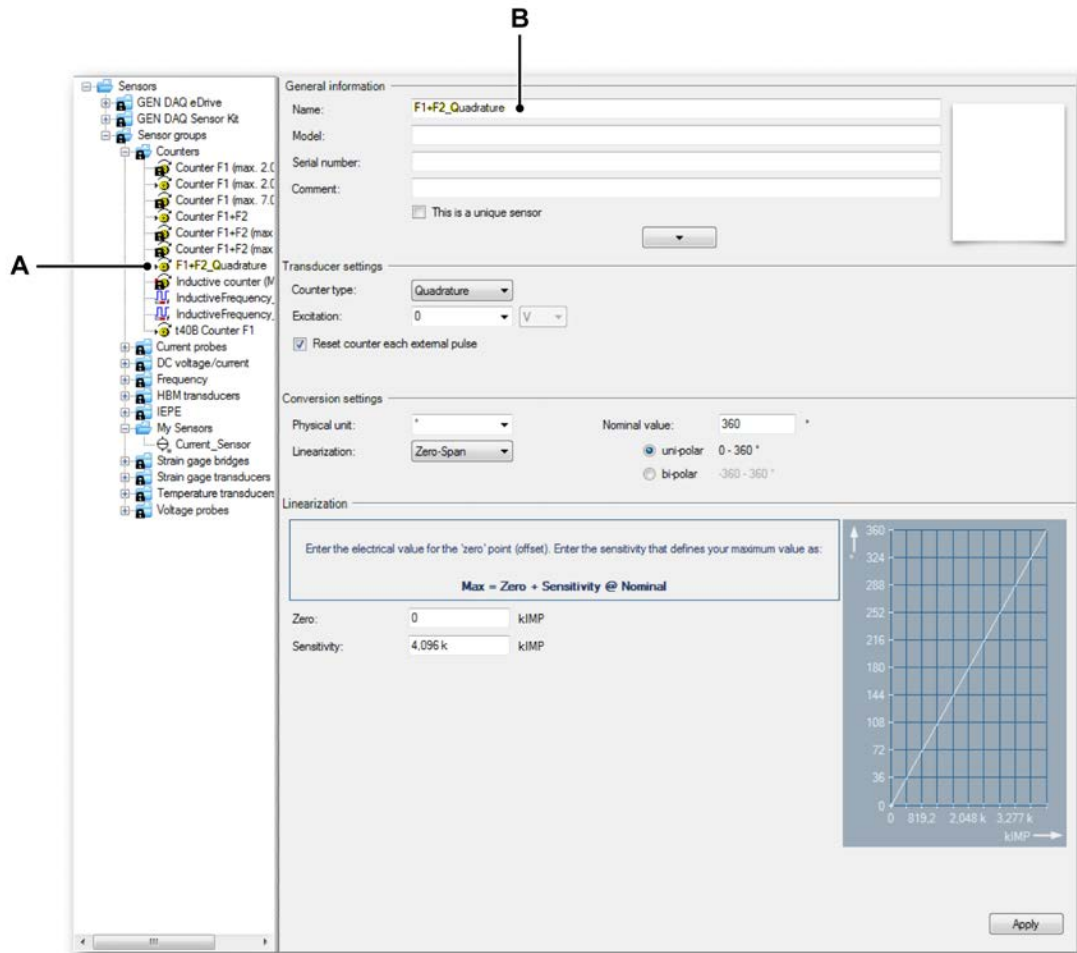 B
A
Sensors
GEN DAQ eDrive
GEN DAQ Sensor Kit
Sensor groups
Counters
Counter F1 (max. 2.0
Counter F1 (max. 2.0
Counter F1 (max. 7.0
Counter F1+F2
Counter F1+F2 (max
Counter F1+F2 (max
F1+F2_Quadrature
Inductive counter (M
InductiveFrequency_
InductiveFrequency_
t40B Counter F1
Current probes
DC voltage/current
Frequency
HBM transducers
IEPE
My Sensors
Current_Sensor
Strain gage bridges
Strain gage transducers
Temperature transducers
Voltage probes
General information
Name: F1+F2_Quadrature
Model:
Serial number:
Comment:
This is a unique sensor
Transducer settings
Counter type: Quadrature
Excitation: 0 V
Reset counter each external pulse
Conversion settings
Physical unit: ° Nominal value: 360 °
Linearization: Zero-Span uni-polar 0 - 360 °
bi-polar -360 - 360 °
Linearization
Enter the electrical value for the 'zero' point (offset). Enter the sensitivity that defines your maximum value as:
Max = Zero + Sensitivity @ Nominal
Zero: 0 kIMP
Sensitivity: 4,096 k kIMP
360
°
324
288
252
216
180
144
108
72
36
0
0 819,2 2,048 k 3,277 k
kIMP
Apply